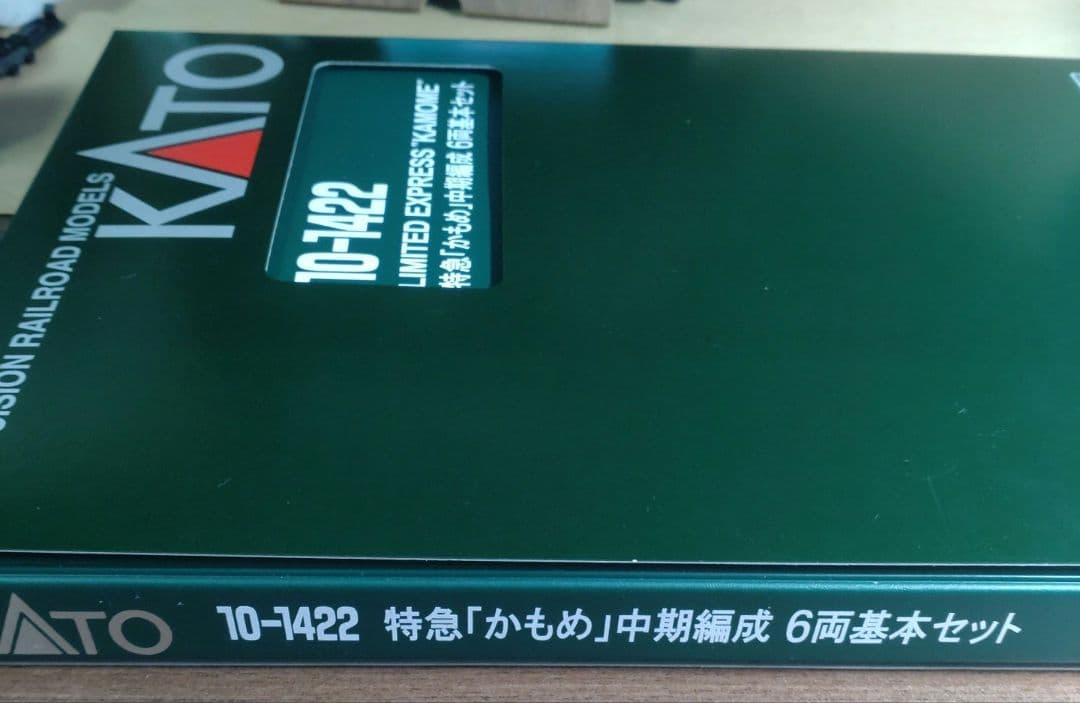 KATO
CISION RAILROAD MODELS
10-1422
LIMITED EXPRESS "KAMOME"
特急「かもめ」中期編成 6両基本セット
KATO
10-1422 特急「かもめ」中期編成 6両基本セット